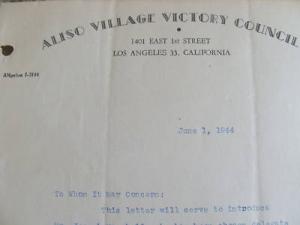 ALISO VILLAGE VICTORY COUNCIL
1401 EAST 1st STREET
LOS ANGELES 33, CALIFORNIA
June 1, 1944
To Whom It May Concern:
This letter will serve to introduce